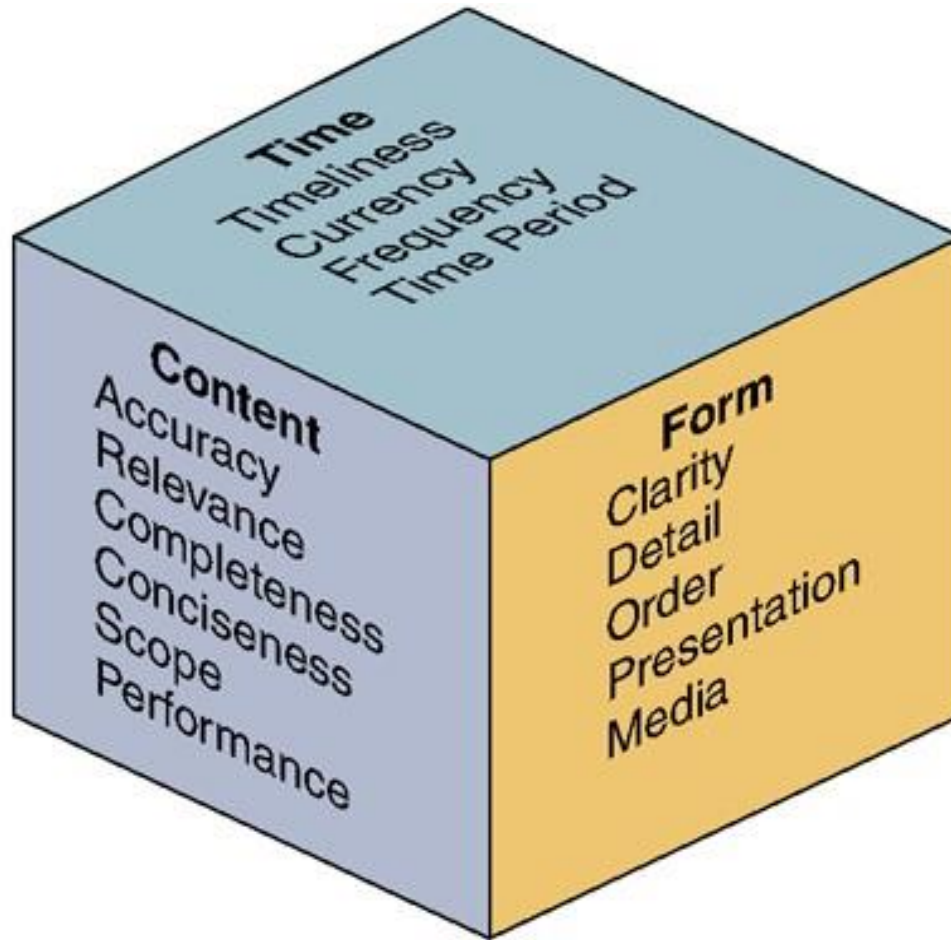 Time
Timeliness
Currency
Frequency
Time Period
Content
Accuracy
Relevance
Completeness
Conciseness
Scope
Performance
Form
Clarity
Detail
Order
Presentation
Media